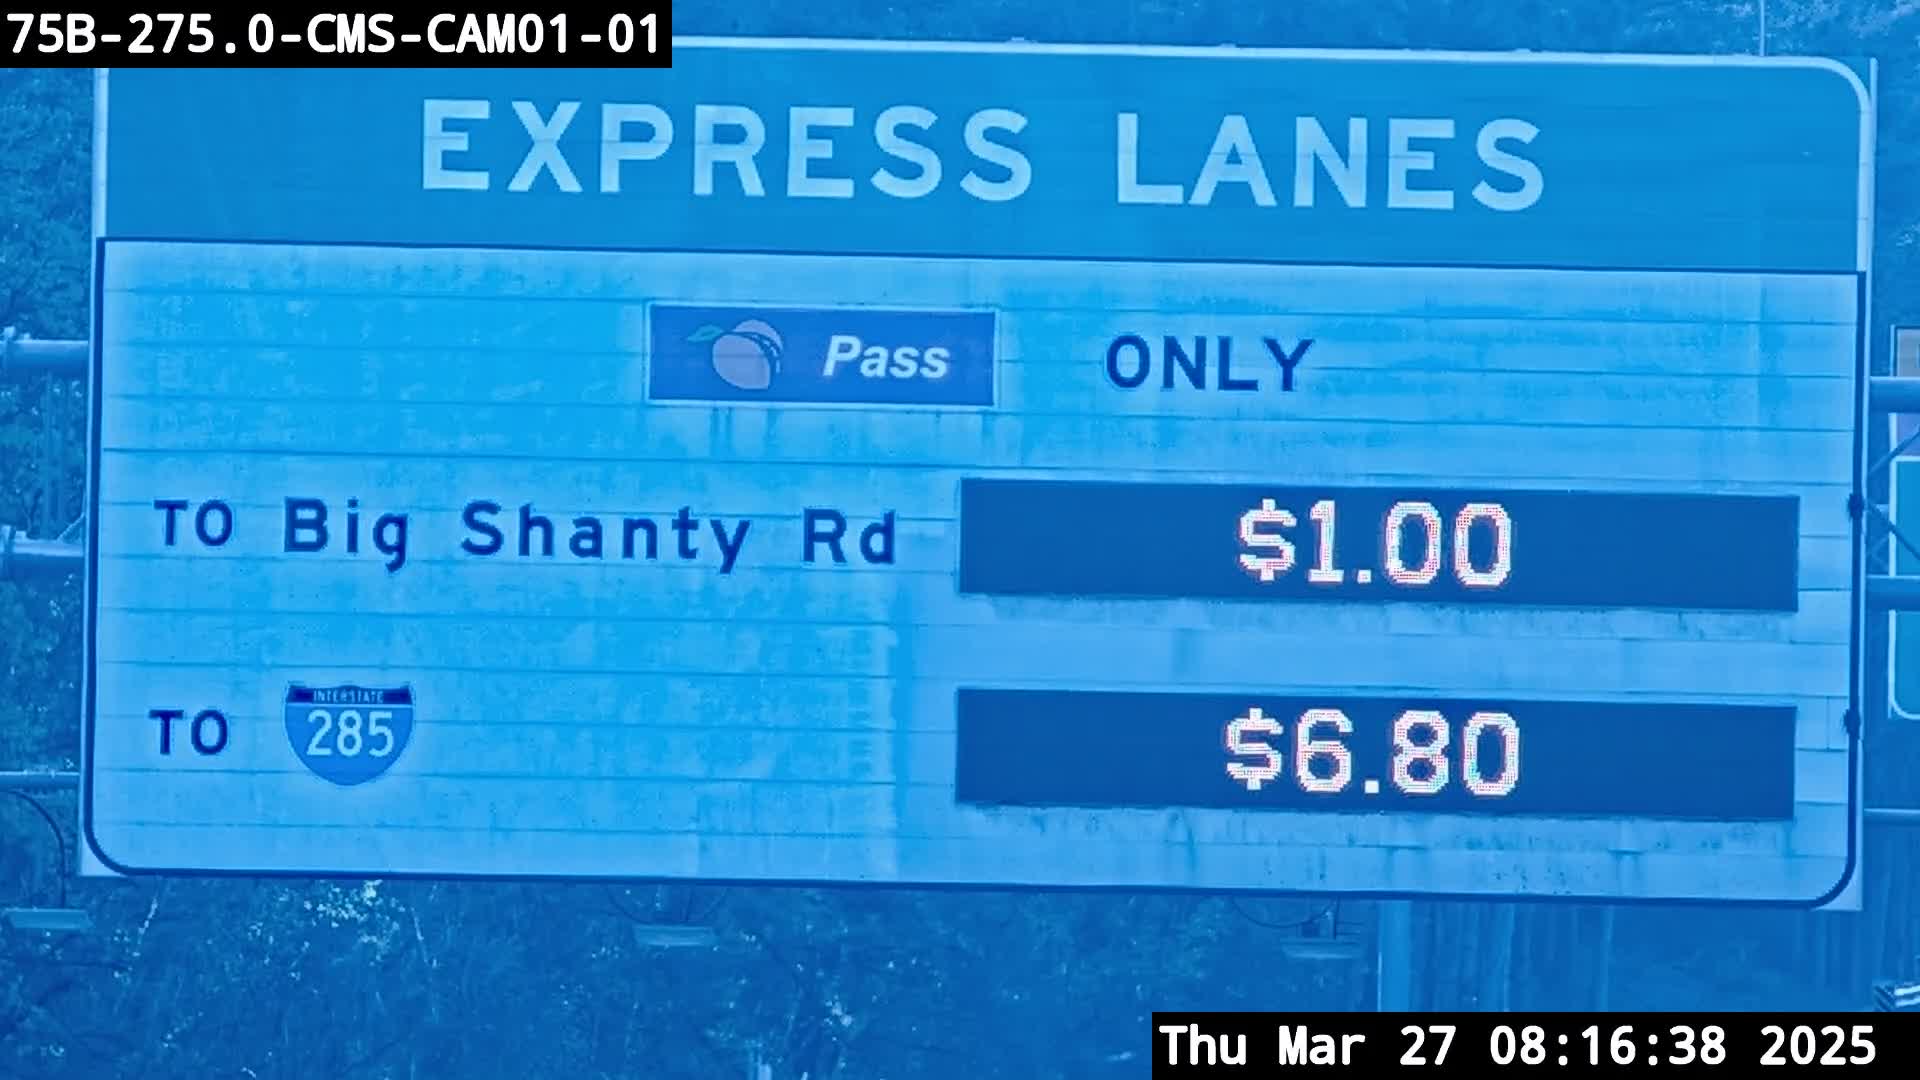 75B-275.0-CMS-CAM01-01
EXPRESS LANES
Pass ONLY
TO Big Shanty Rd $1.00
TO INTERSTATE 285 $6.80
Thu Mar 27 08:16:38 2025